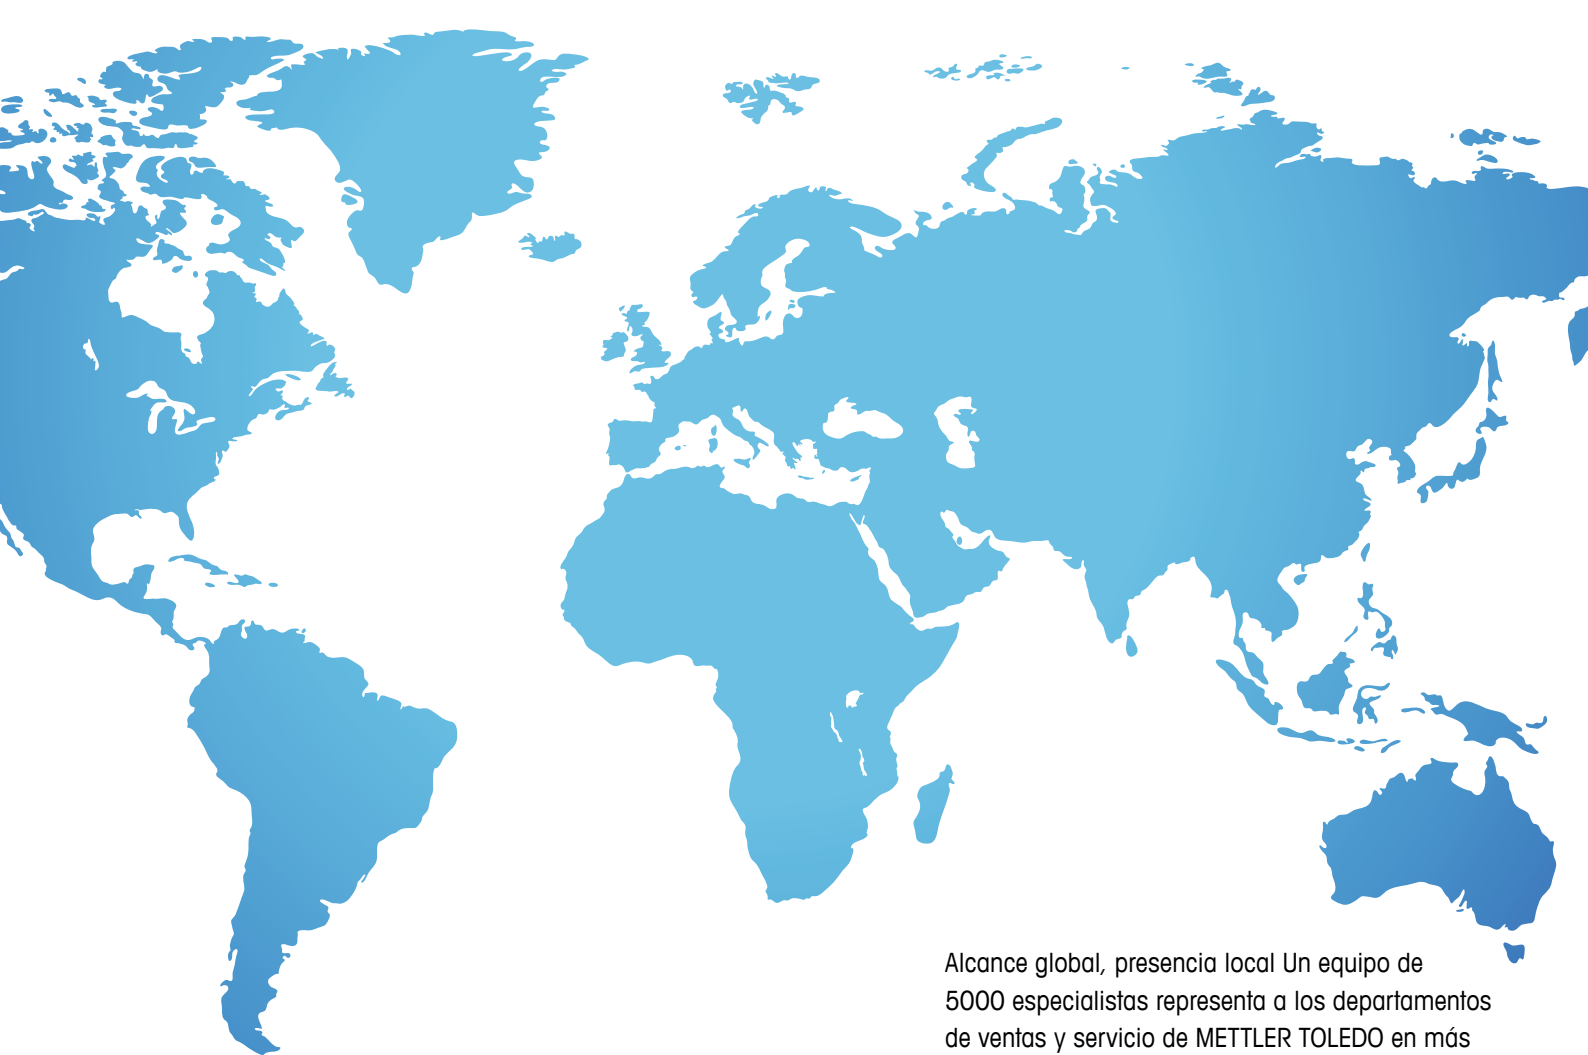 Alcance global, presencia local Un equipo de
5000 especialistas representa a los departamentos
de ventas y servicio de METTLER TOLEDO en más